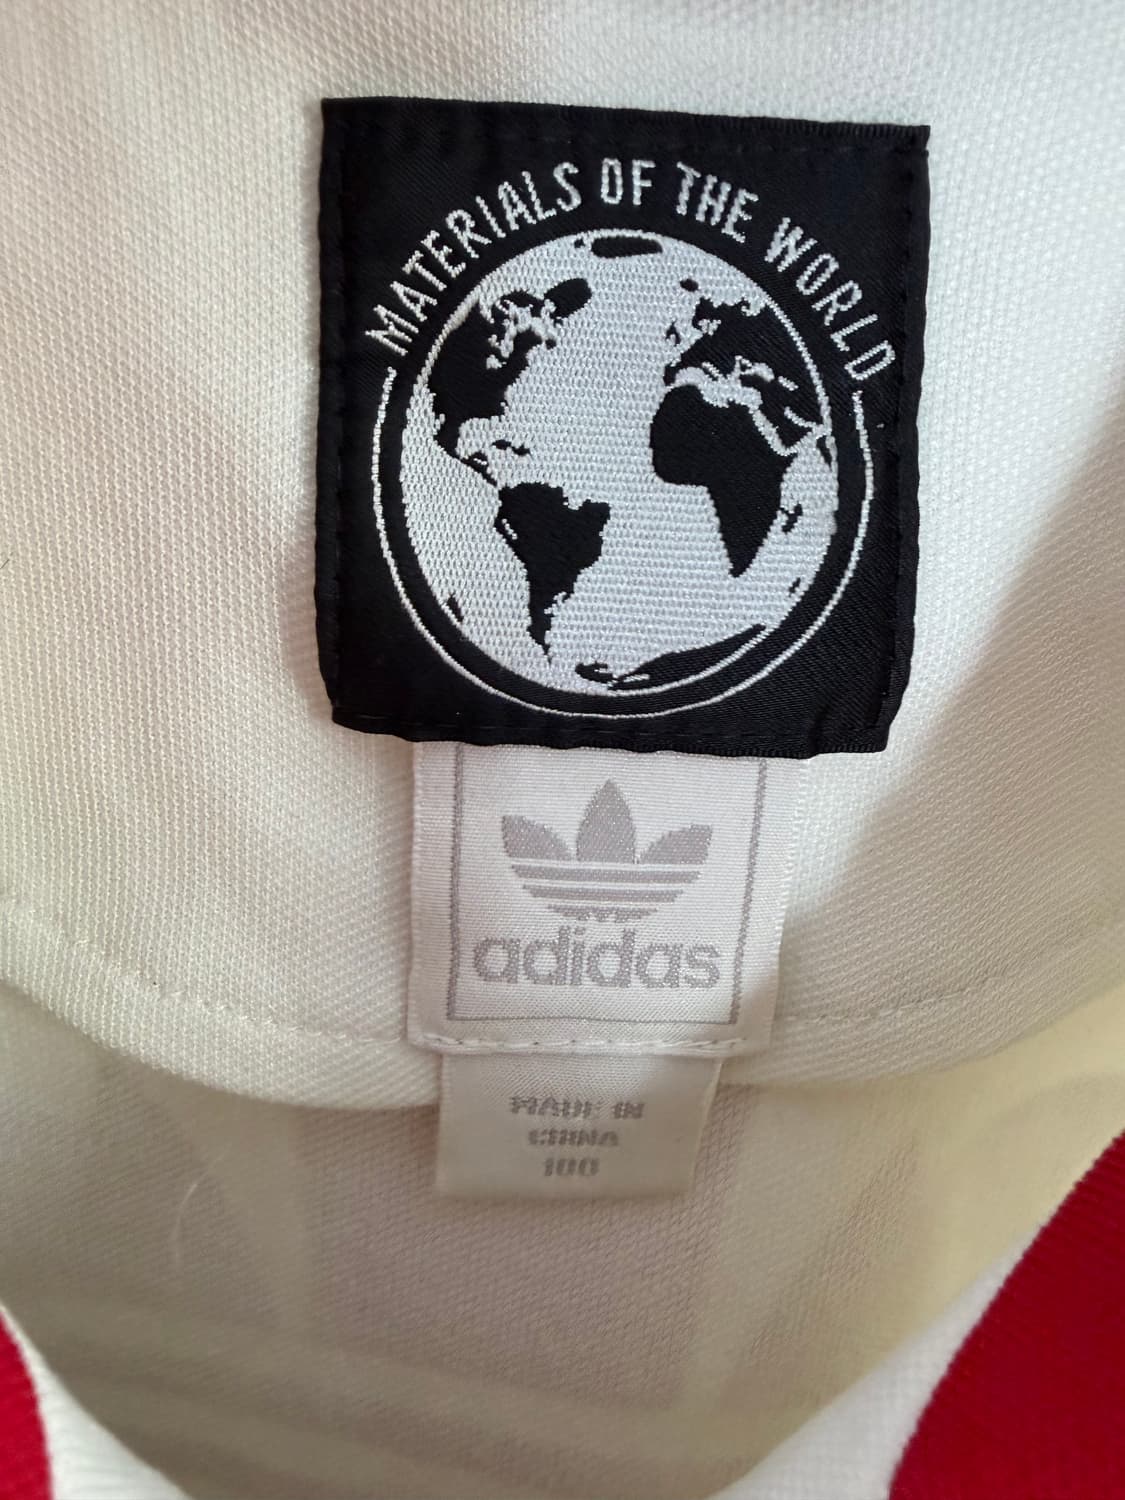 MATERIALS OF THE WORLD
adidas
MADE IN
CHINA
100